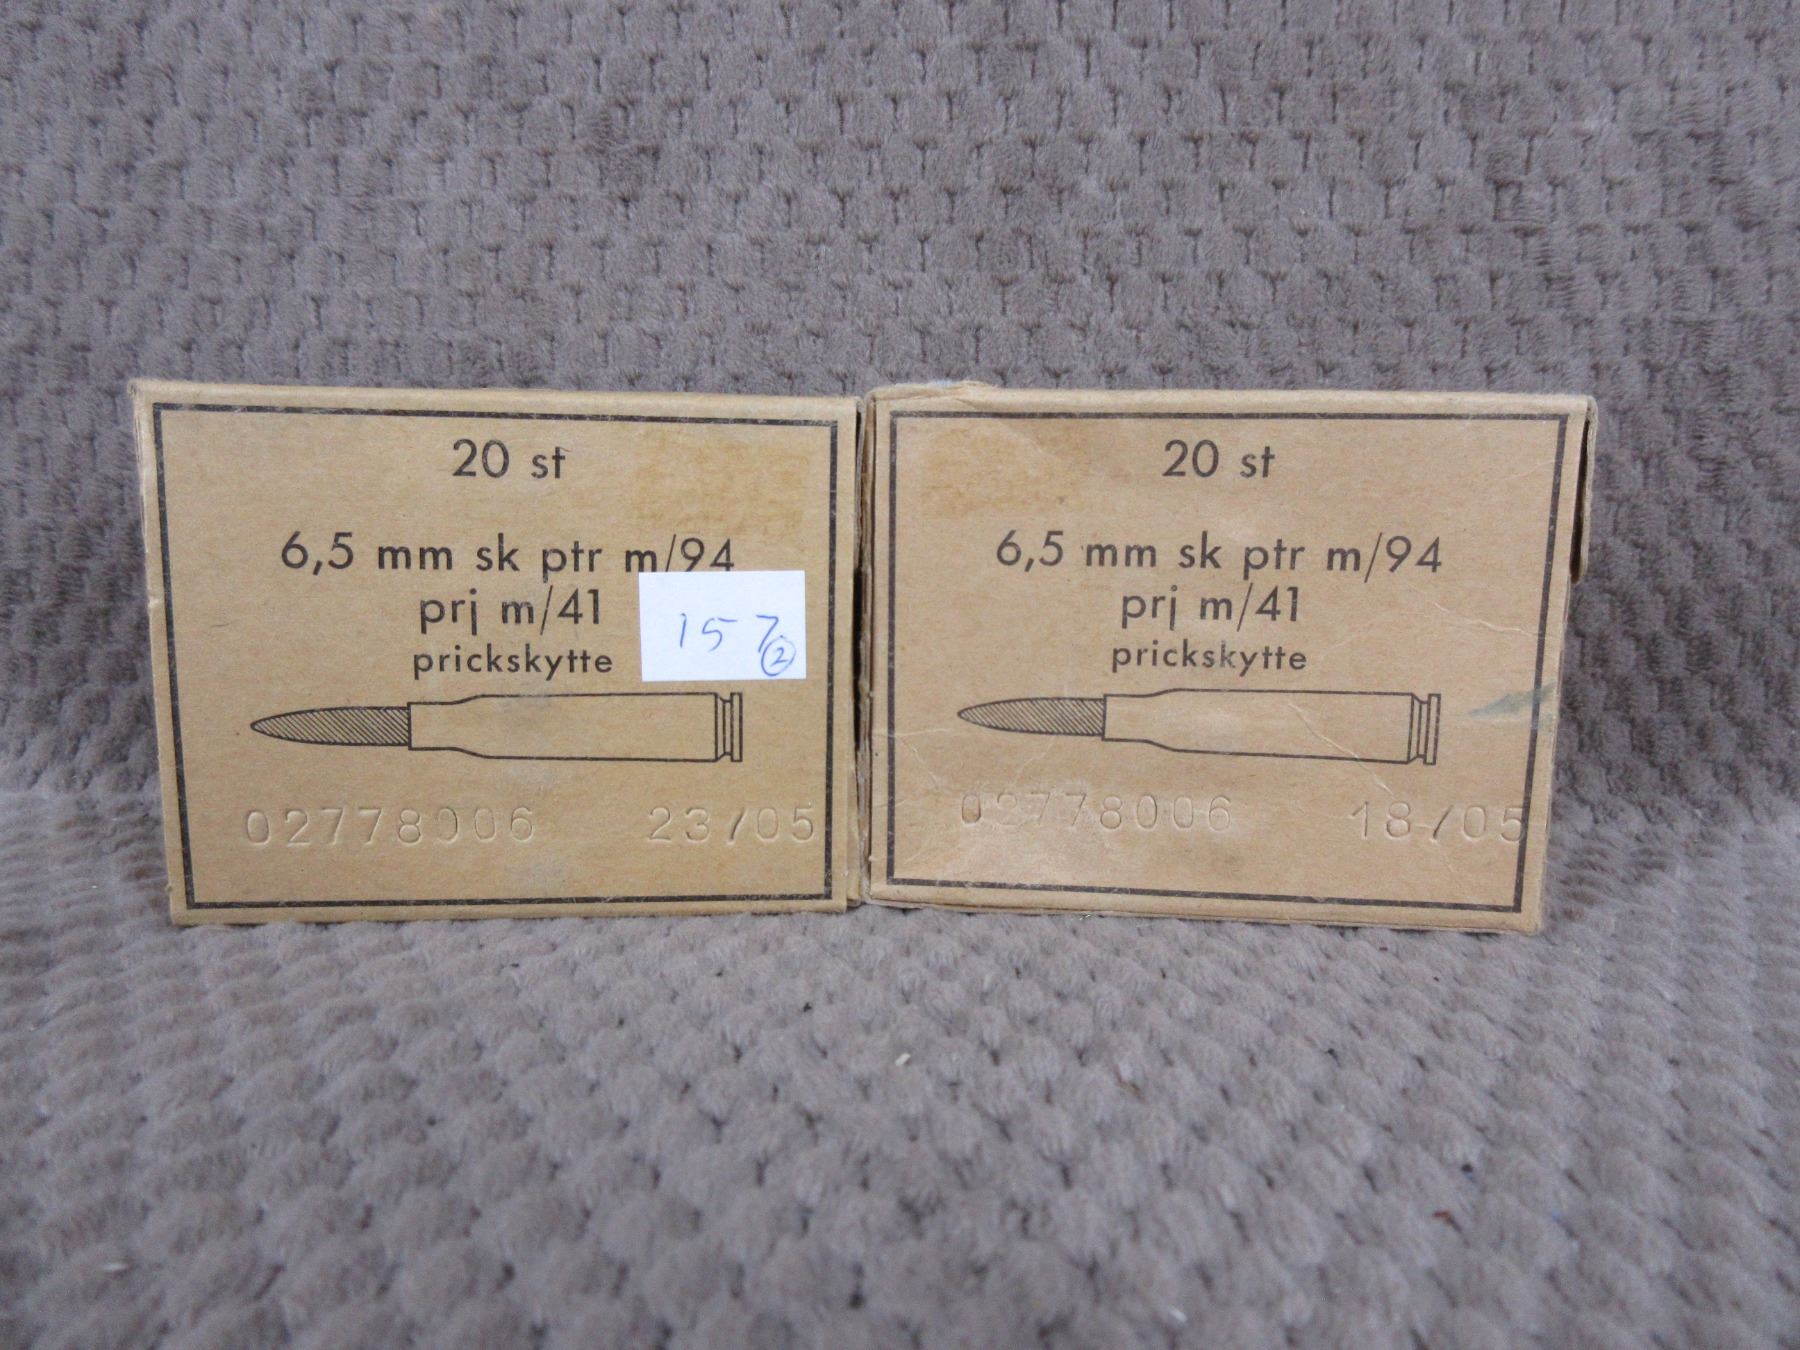 20 st
6,5 mm sk ptr m/94
prj m/41
prickskytte
157
2
02778006 23/05
20 st
6,5 mm sk ptr m/94
prj m/41
prickskytte
02778006 18/05